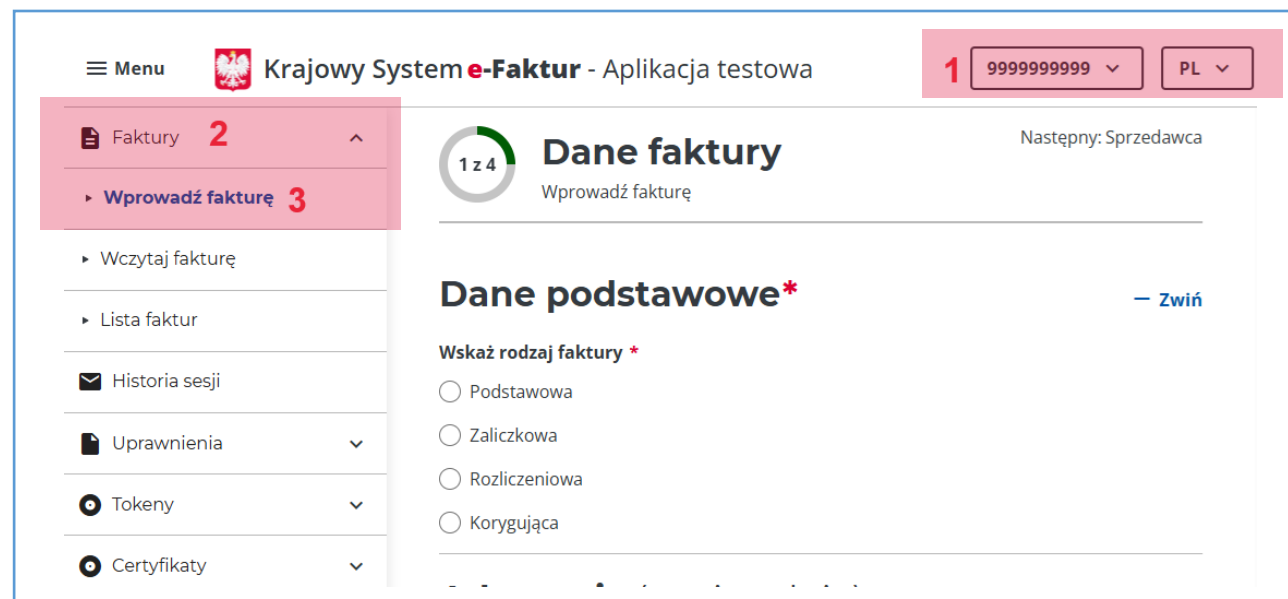 Menu
Krajowy System e-Faktur - Aplikacja testowa
1
9999999999
PL
Faktury 2
Wprowadź fakturę 3
Wczytaj fakturę
Lista faktur
Historia sesji
Uprawnienia
Tokeny
Certyfikaty
1 z 4
Dane faktury
Wprowadź fakturę
Następny: Sprzedawca
Dane podstawowe*
Zwiń
Wskaż rodzaj faktury *
Podstawowa
Zaliczkowa
Rozliczeniowa
Korygująca